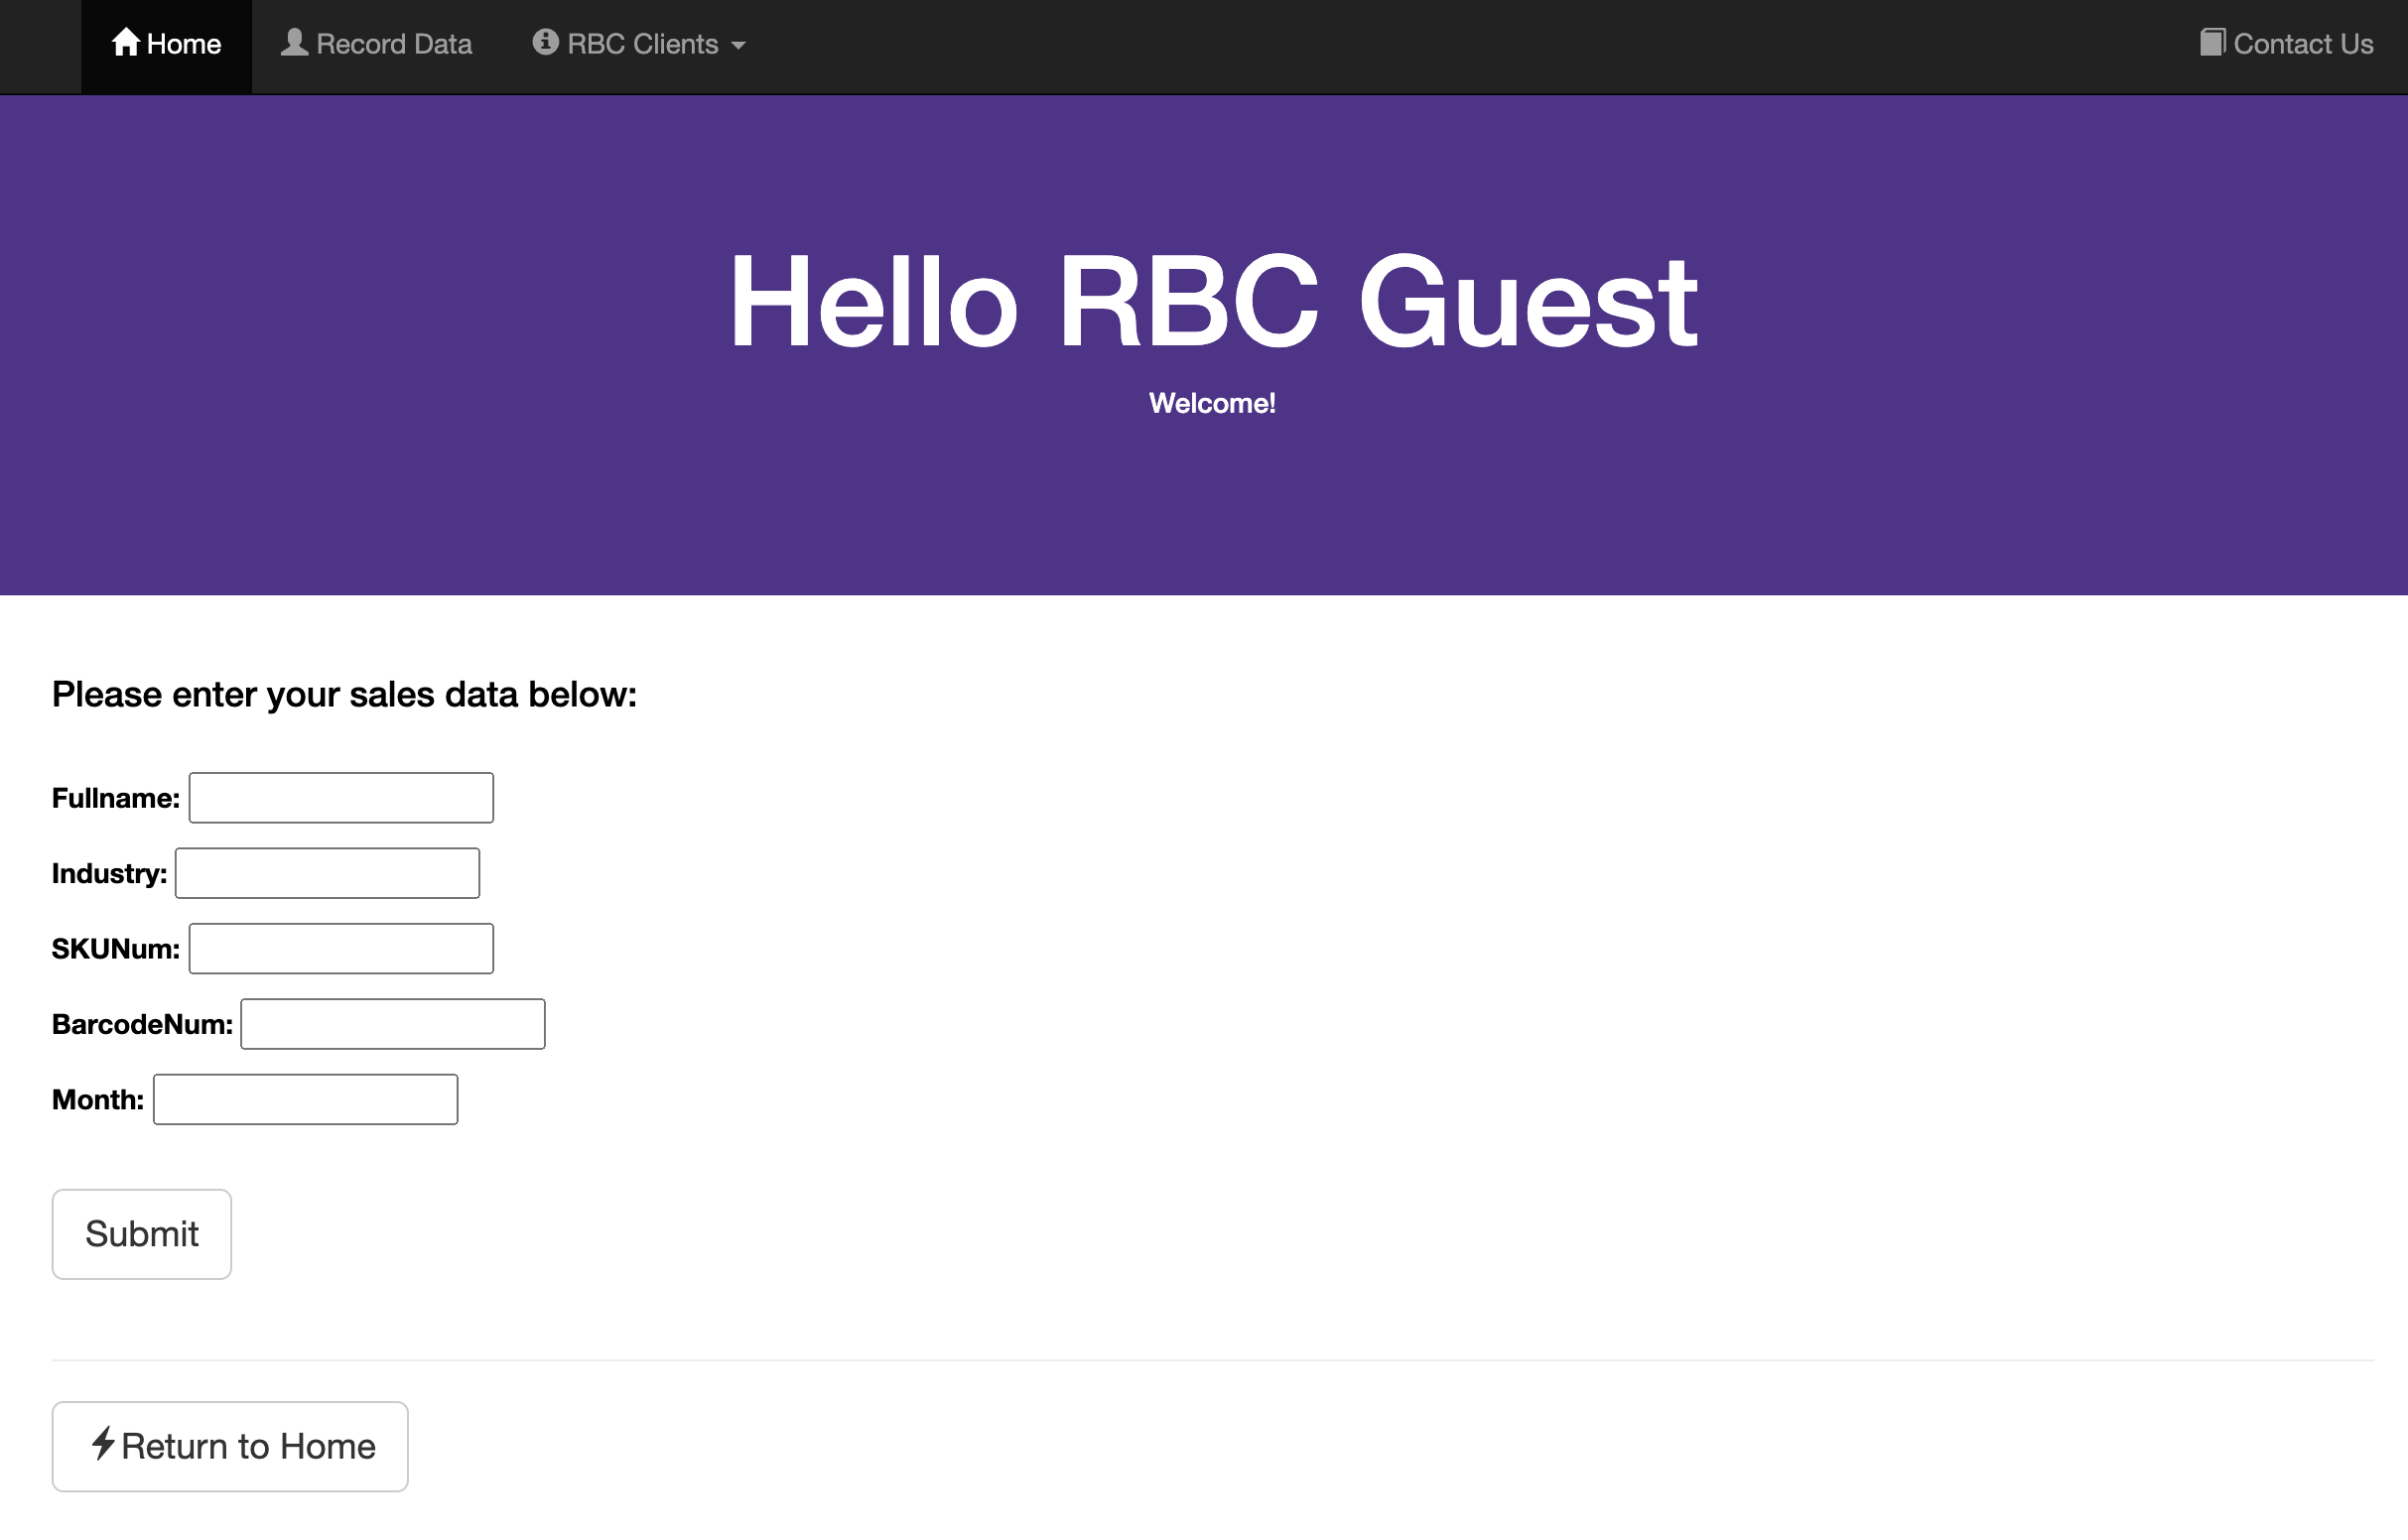 Home Record Data RBC Clients Contact Us
Hello RBC Guest
Welcome!
Please enter your sales data below:
Fullname:
Industry:
SKUNum:
BarcodeNum:
Month:
Submit
Return to Home